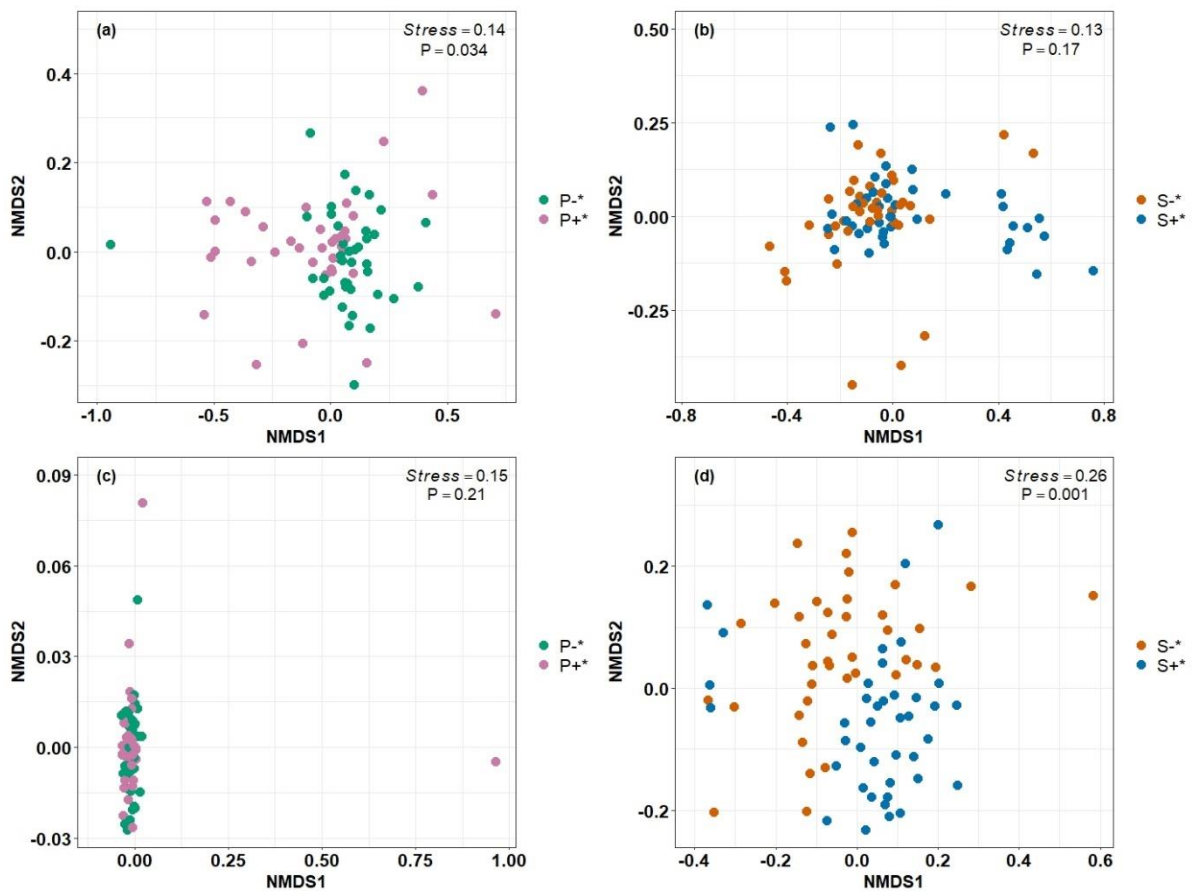 (a)
Stress = 0.14
P = 0.034
0.4
0.2
0.0
-0.2
NMDS2
-1.0
-0.5
0.0
0.5
NMDS1
P-*
P+*
(b)
Stress = 0.13
P = 0.17
0.50
0.25
0.00
-0.25
NMDS2
-0.8
-0.4
0.0
0.4
0.8
NMDS1
S-*
S+*
(c)
Stress = 0.15
P = 0.21
0.09
0.06
0.03
0.00
-0.03
NMDS2
0.00
0.25
0.50
0.75
1.00
NMDS1
P-*
P+*
(d)
Stress = 0.26
P = 0.001
0.2
0.0
-0.2
NMDS2
-0.4
-0.2
0.0
0.2
0.4
0.6
NMDS1
S-*
S+*